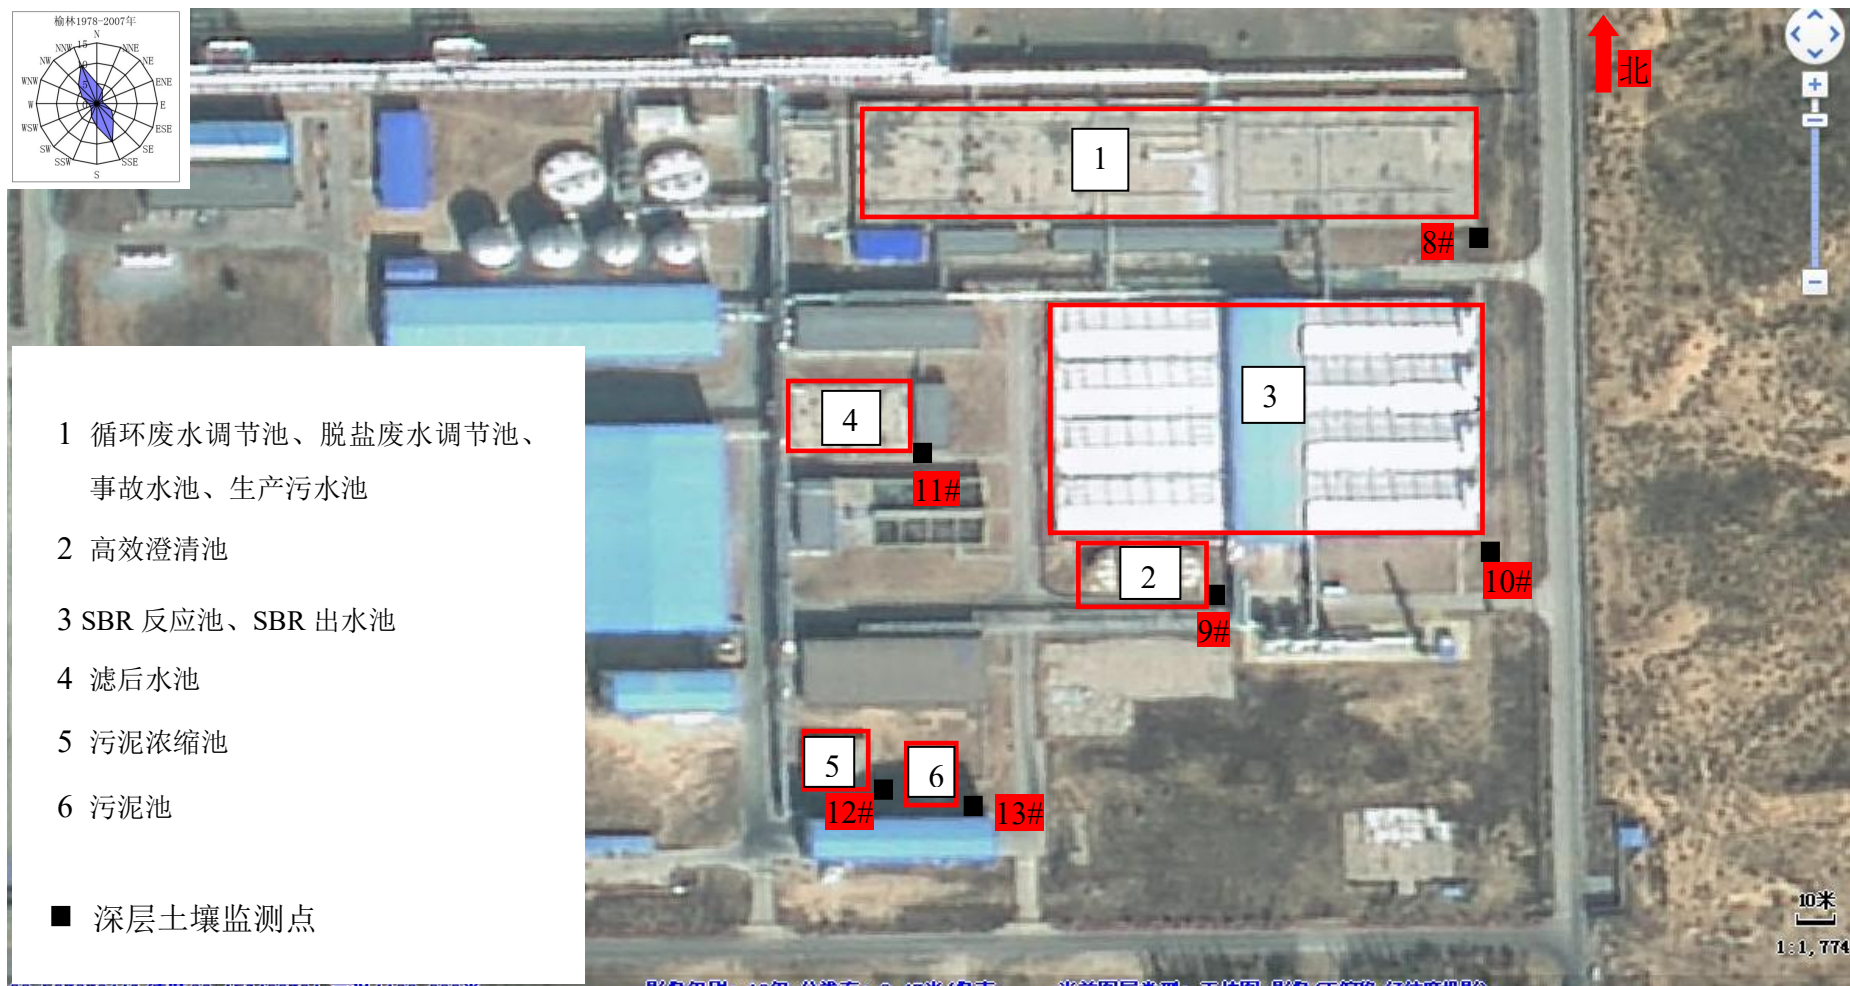 榆林1978-2007年
N
NNW
15
NNE
NW
NE
WNW
ENE
W
E
WSW
ESE
SW
SE
SSW
SSE
S
北
1
8#
3
4
11#
2
10#
9#
5
6
12#
13#
1 循环废水调节池、脱盐废水调节池、
事故水池、生产污水池
2 高效澄清池
3 SBR 反应池、SBR 出水池
4 滤后水池
5 污泥浓缩池
6 污泥池
■ 深层土壤监测点
10米
1:1,774